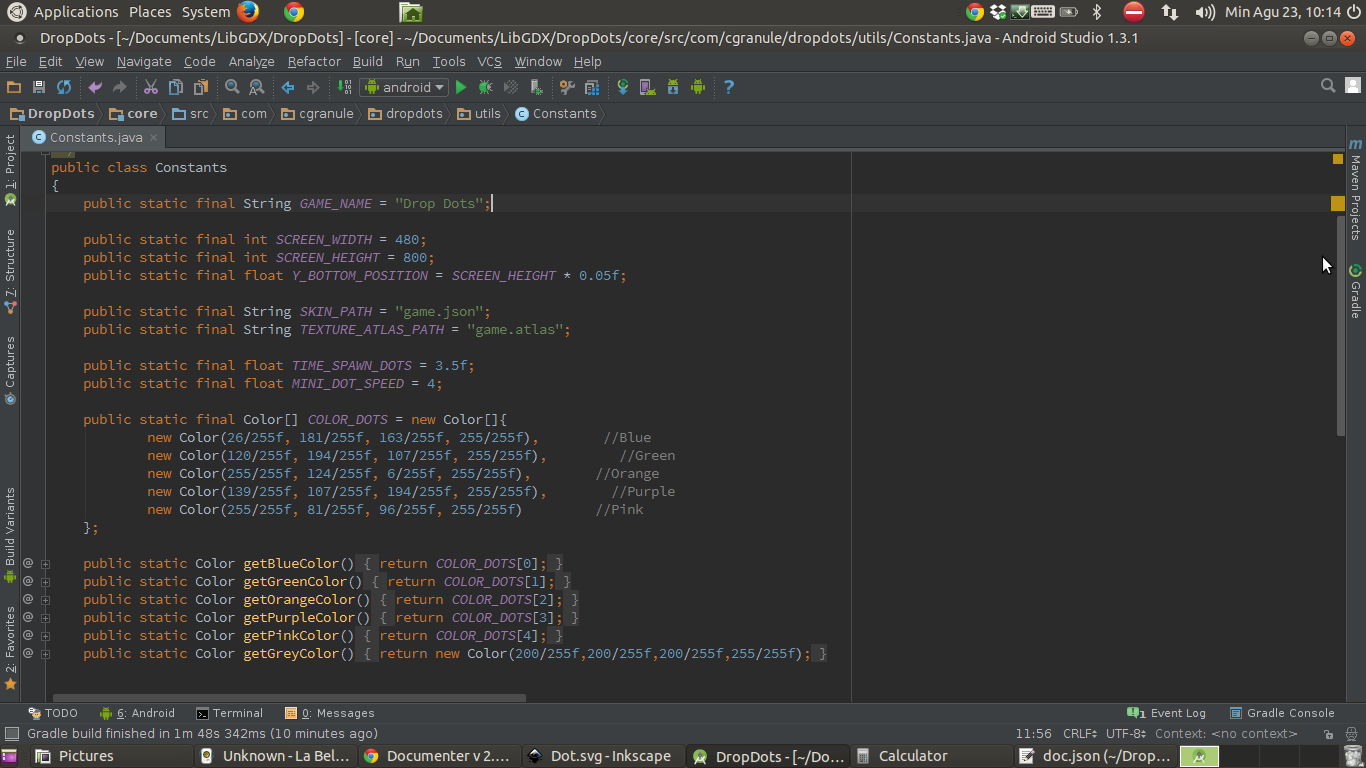 Applications Places System Min Agu 23, 10:14
DropDots - [~/Documents/LibGDX/DropDots] - [core] - ~/Documents/LibGDX/DropDots/core/src/com/cgranule/dropdots/utils/Constants.java - Android Studio 1.3.1
File Edit View Navigate Code Analyze Refactor Build Run Tools VCS Window Help
android
DropDots core src com cgranule dropdots utils Constants
Constants.java
1: Project
7: Structure
Captures
Build Variants
2: Favorites
public class Constants
{
public static final String GAME_NAME = "Drop Dots";
public static final int SCREEN_WIDTH = 480;
public static final int SCREEN_HEIGHT = 800;
public static final float Y_BOTTOM_POSITION = SCREEN_HEIGHT * 0.05f;
public static final String SKIN_PATH = "game.json";
public static final String TEXTURE_ATLAS_PATH = "game.atlas";
public static final float TIME_SPAWN_DOTS = 3.5f;
public static final float MINI_DOT_SPEED = 4;
public static final Color[] COLOR_DOTS = new Color[]{
new Color(26/255f, 181/255f, 163/255f, 255/255f), //Blue
new Color(120/255f, 194/255f, 107/255f, 255/255f), //Green
new Color(255/255f, 124/255f, 6/255f, 255/255f), //Orange
new Color(139/255f, 107/255f, 194/255f, 255/255f), //Purple
new Color(255/255f, 81/255f, 96/255f, 255/255f) //Pink
};
public static Color getBlueColor() { return COLOR_DOTS[0]; }
public static Color getGreenColor() { return COLOR_DOTS[1]; }
public static Color getOrangeColor() { return COLOR_DOTS[2]; }
public static Color getPurpleColor() { return COLOR_DOTS[3]; }
public static Color getPinkColor() { return COLOR_DOTS[4]; }
public static Color getGreyColor() { return new Color(200/255f,200/255f,200/255f,255/255f); }
Maven Projects
Gradle
TODO 6: Android Terminal 0: Messages 1 Event Log Gradle Console
Gradle build finished in 1m 48s 342ms (10 minutes ago) 11:56 CRLF UTF-8 Context: <no context>
Pictures Unknown - La Bel... Documenter v 2.... Dot.svg - Inkscape DropDots - [~/Do... Calculator doc.json (~/Drop...